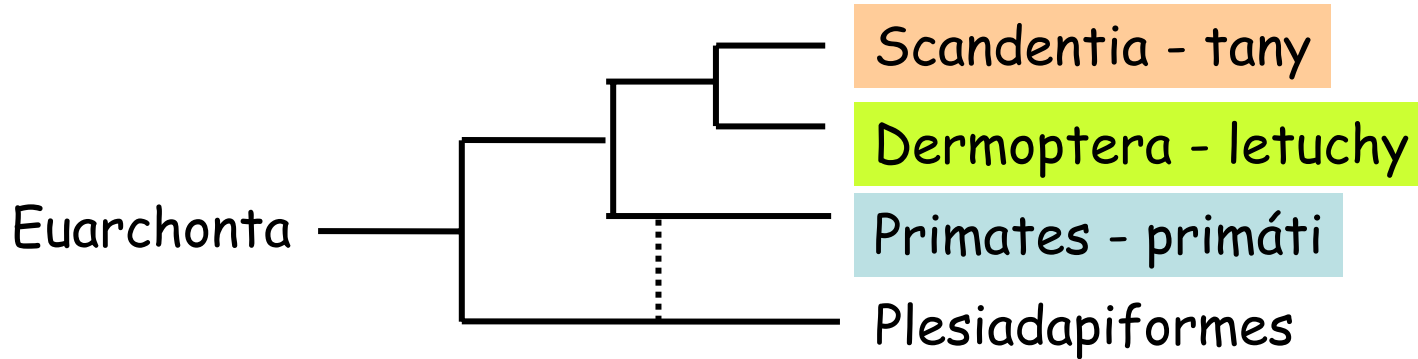 Scandentia - tany
Dermoptera - letuchy
Euarchonta
Primates - primáti
Plesiadapiformes